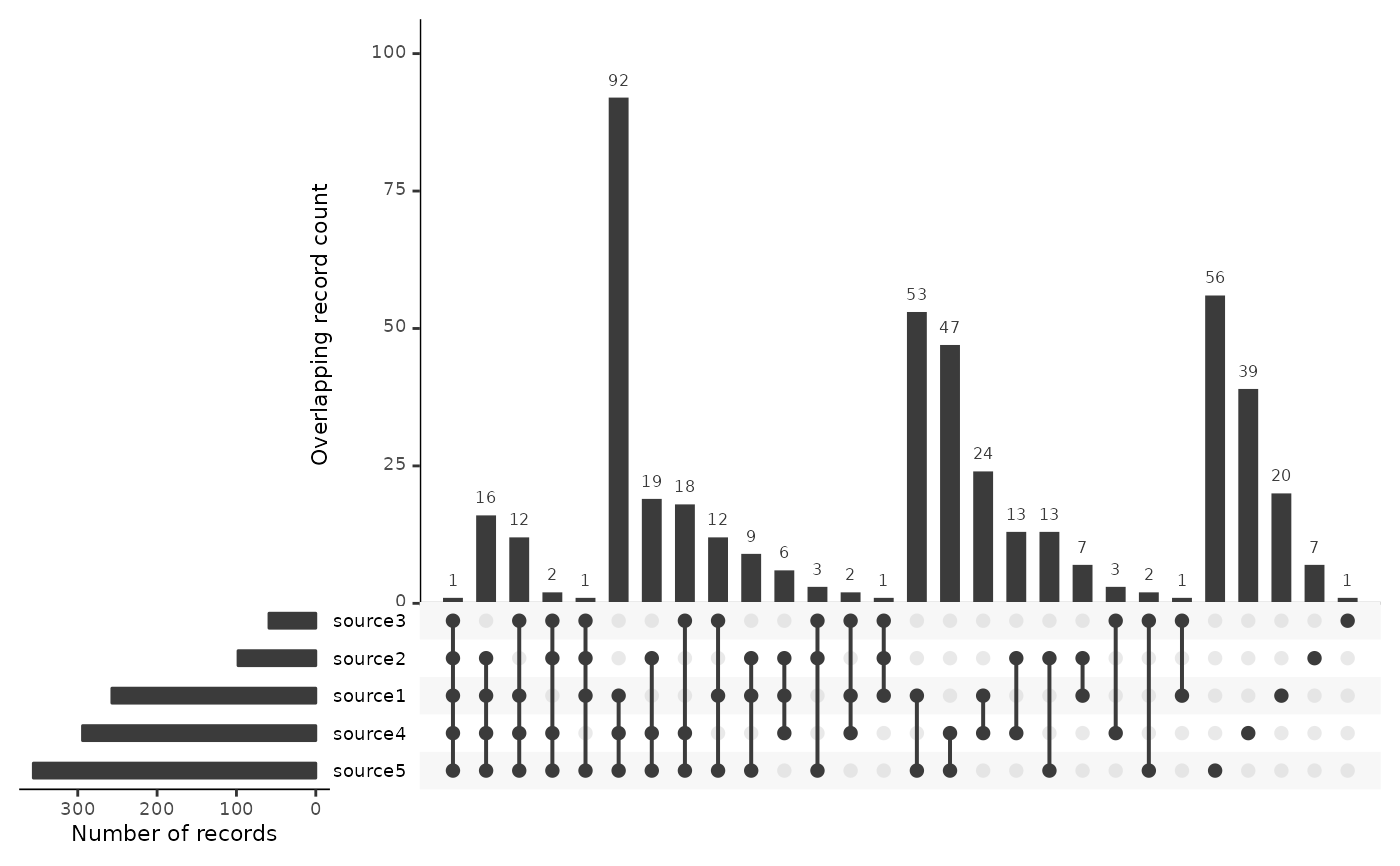 Overlapping record count
100
75
50
25
0
1 16 12 2 1 92 19 18 12 9 6 3 2 1 53 47 24 13 13 7 3 2 1 56 39 20 7 1
source3
source2
source1
source4
source5
300 200 100 0
Number of records